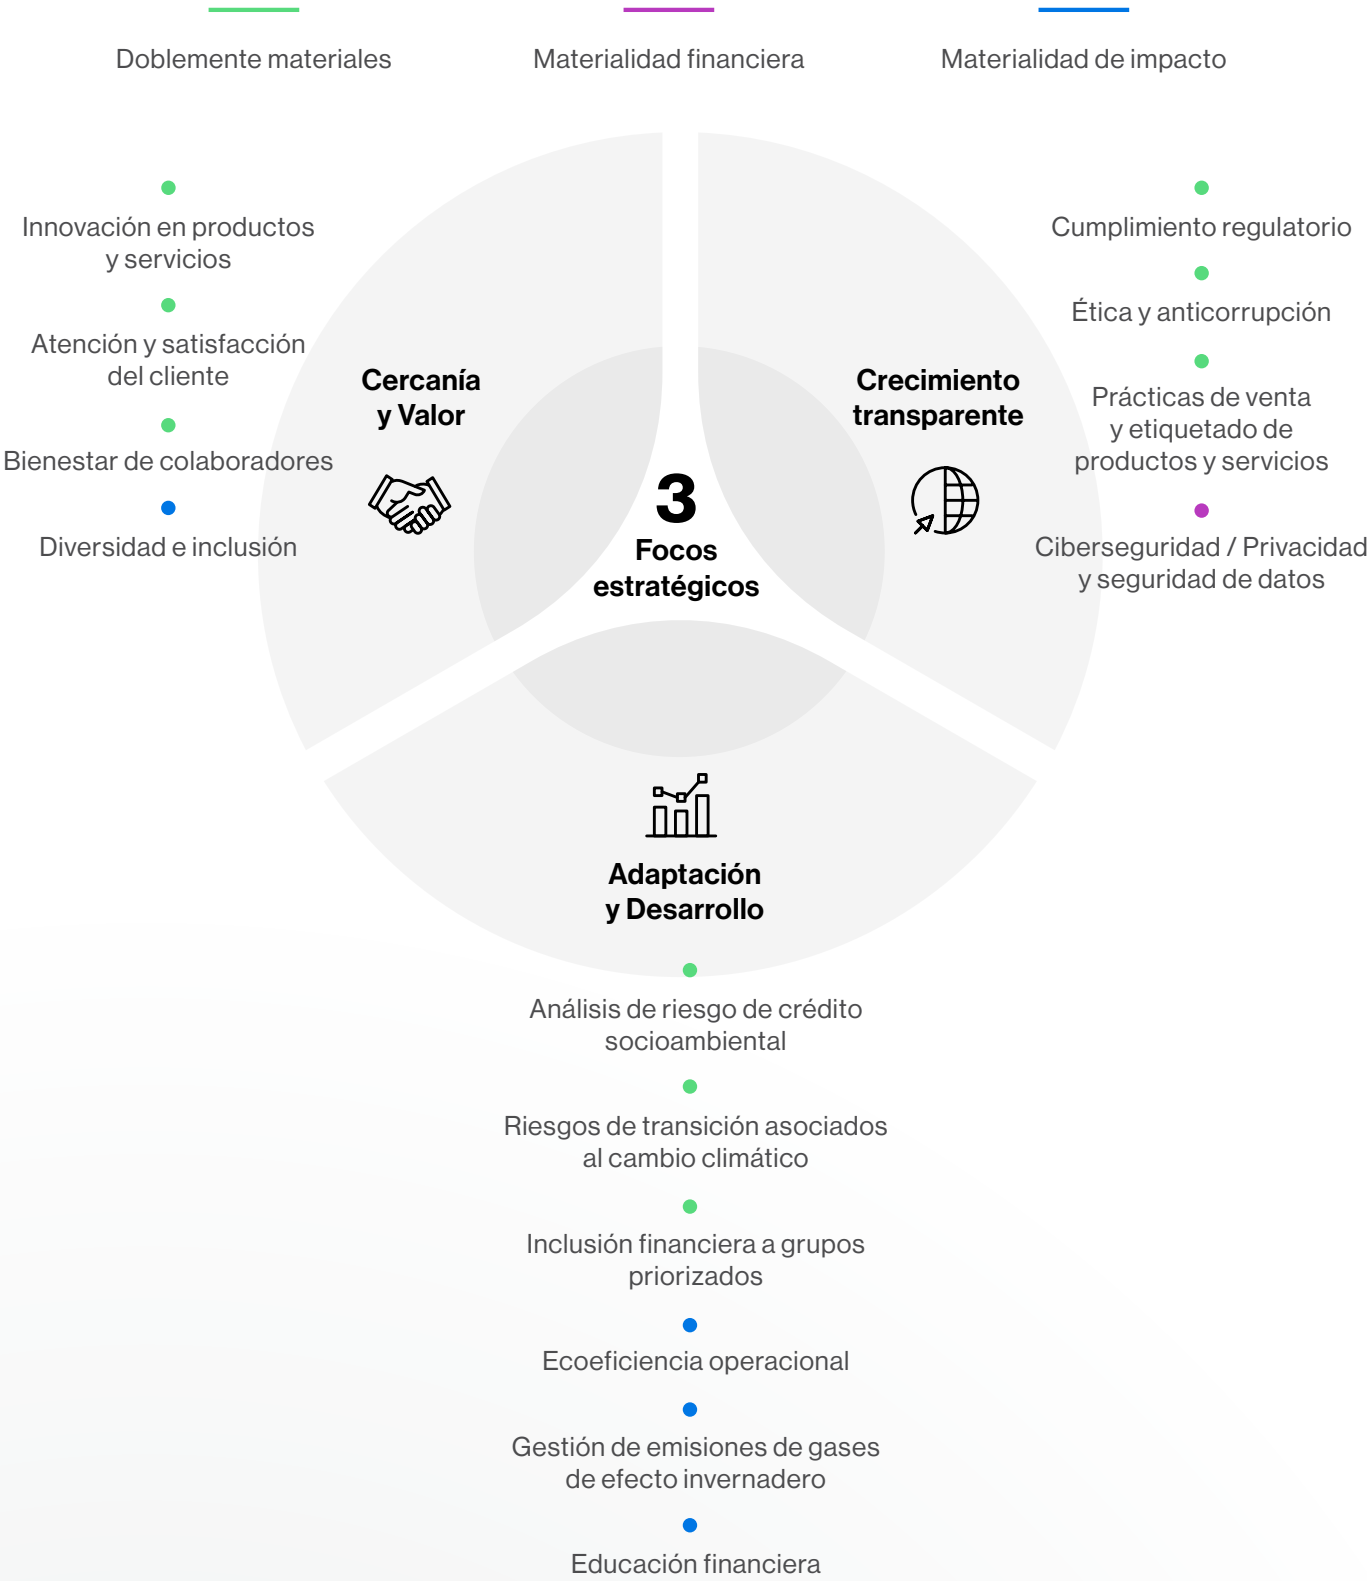 Doblemente materiales
Materialidad financiera
Materialidad de impacto
Innovación en productos
y servicios
Atención y satisfacción
del cliente
Bienestar de colaboradores
Diversidad e inclusión
Cercanía
y Valor
3
Focos
estratégicos
Crecimiento
transparente
Cumplimiento regulatorio
Ética y anticorrupción
Prácticas de venta
y etiquetado de
productos y servicios
Ciberseguridad / Privacidad
y seguridad de datos
Adaptación
y Desarrollo
Análisis de riesgo de crédito
socioambiental
Riesgos de transición asociados
al cambio climático
Inclusión financiera a grupos
priorizados
Ecoeficiencia operacional
Gestión de emisiones de gases
de efecto invernadero
Educación financiera